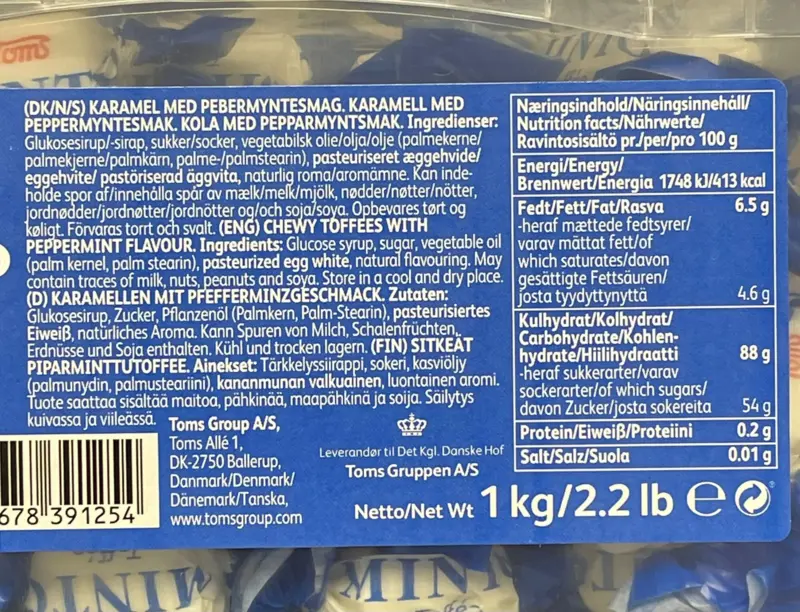 Toms
(DK/N/S) KARAMEL MED PEBERMYNTESMAG. KARAMELL MED
PEPPERMYNTESMAK. KOLA MED PEPPARMYNTSMAK. Ingredienser:
Glukosesirup/-sirap, sukker/socker, vegetabilsk olie/olja/olje (palmekerne/
palmekjerne/palmkärn, palme-/palmstearin), pasteuriseret æggehvide/
eggehvite/ pastöriserad äggvita, naturlig roma/aromämne. Kan inde-
holde spor af/innehålla spår av mælk/melk/mjölk, nødder/nøtter/nötter,
jordnødder/jordnøtter/jordnötter og/och soja/soya. Opbevares tørt og
køligt. Förvaras torrt och svalt. (ENG) CHEWY TOFFEES WITH
PEPPERMINT FLAVOUR. Ingredients: Glucose syrup, sugar, vegetable oil
(palm kernel, palm stearin), pasteurized egg white, natural flavouring. May
contain traces of milk, nuts, peanuts and soya. Store in a cool and dry place.
(D) KARAMELLEN MIT PFEFFERMINZGESCHMACK. Zutaten:
Glukosesirup, Zucker, Pflanzenöl (Palmkern, Palm-Stearin), pasteurisiertes
Eiweiß, natürliches Aroma. Kann Spuren von Milch, Schalenfrüchten,
Erdnüsse und Soja enthalten. Kühl und trocken lagern. (FIN) SITKEÄT
PIPARMINTTUTOFFEE. Ainekset: Tärkkelyssiirappi, sokeri, kasviöljy
(palmunydin, palmusteariini), kananmunan valkuainen, luontainen aromi.
Tuote saattaa sisältää maitoa, pähkinää, maapähkinä ja soija. Säilytys
kuivassa ja viileässä.
Toms Group A/S,
Toms Allé 1,
DK-2750 Ballerup,
Danmark/Denmark/
Dänemark/Tanska,
www.tomsgroup.com
678 391254
Leverandør til Det Kgl. Danske Hof
Toms Gruppen A/S
Netto/Net Wt 1 kg/2.2 lb e
Næringsindhold/Näringsinnehåll/
Nutrition facts/Nährwerte/
Ravintosisältö pr./per/pro 100 g
Energi/Energy/
Brennwert/Energia 1748 kJ/413 kcal
Fedt/Fett/Fat/Rasva 6.5 g
-heraf mættede fedtsyrer/
varav mättat fett/of
which saturates/davon
gesättigte Fettsäuren/
josta tyydyttynyttä 4.6 g
Kulhydrat/Kolhydrat/
Carbohydrate/Kohlen-
hydrate/Hiilihydraatti 88 g
-heraf sukkerarter/varav
sockerarter/of which sugars/
davon Zucker/josta sokereita 54 g
Protein/Eiweiß/Proteiini 0.2 g
Salt/Salz/Suola 0.01 g